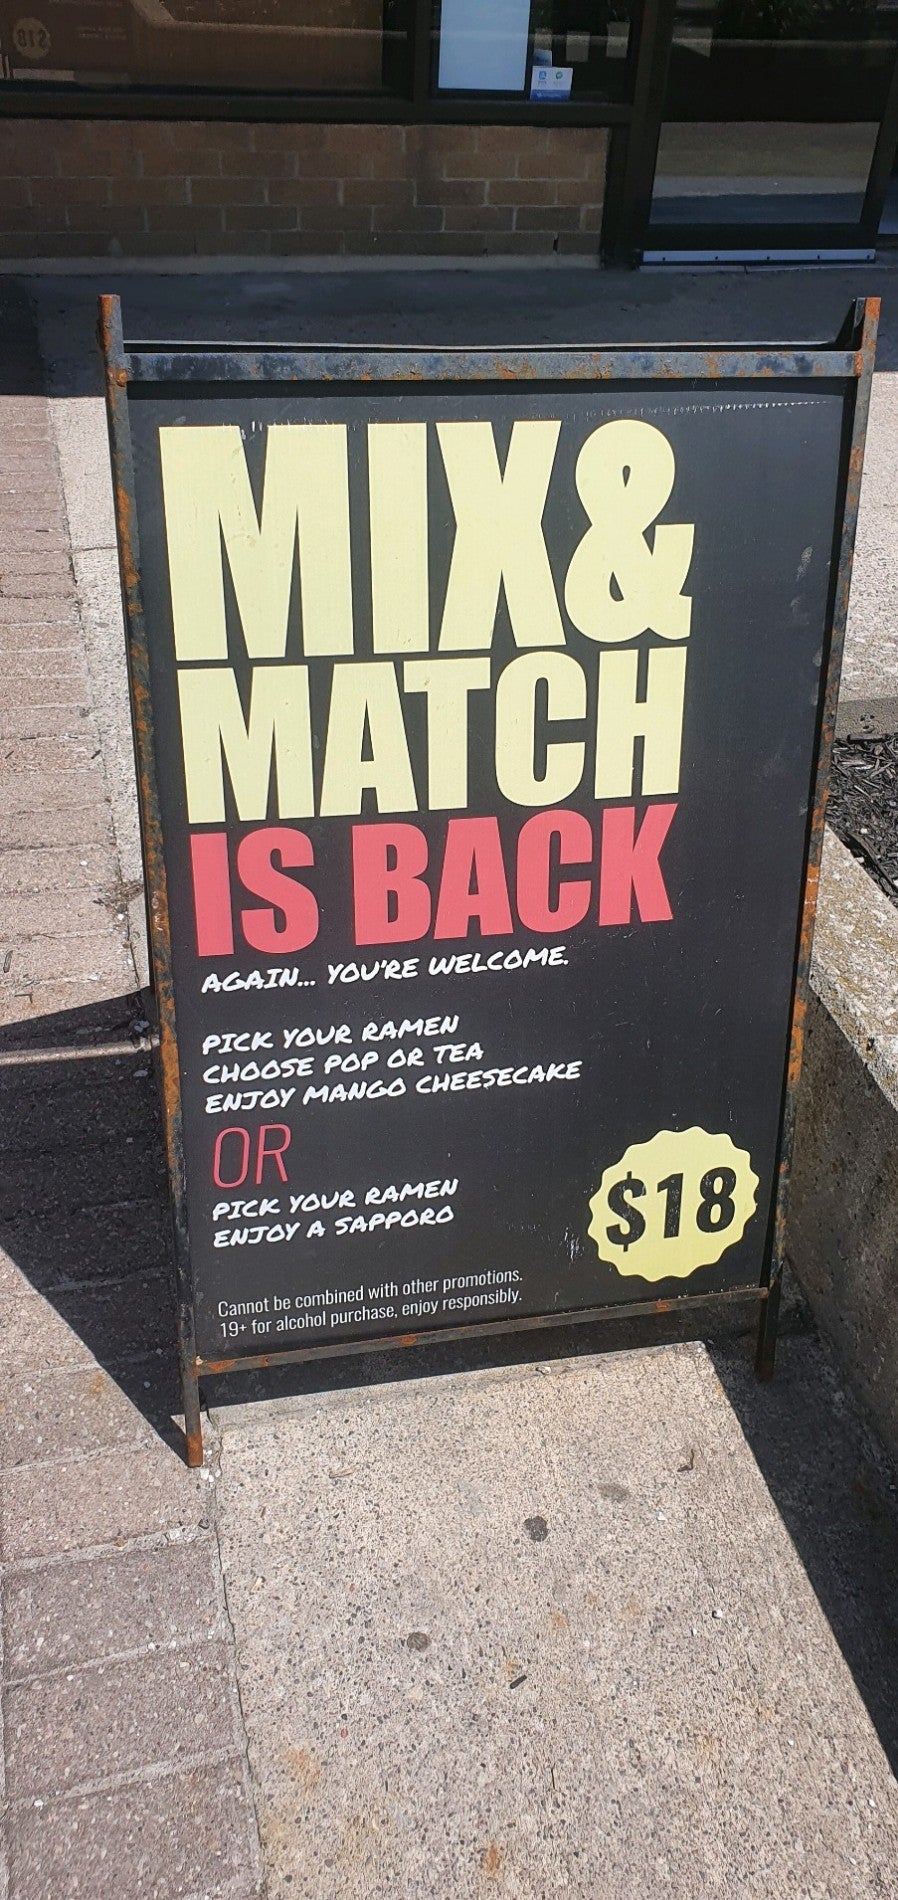 MIX&
MATCH
IS BACK
AGAIN... YOU'RE WELCOME.
PICK YOUR RAMEN
CHOOSE POP OR TEA
ENJOY MANGO CHEESECAKE
OR
PICK YOUR RAMEN
ENJOY A SAPPORO
$18
Cannot be combined with other promotions.
19+ for alcohol purchase, enjoy responsibly.